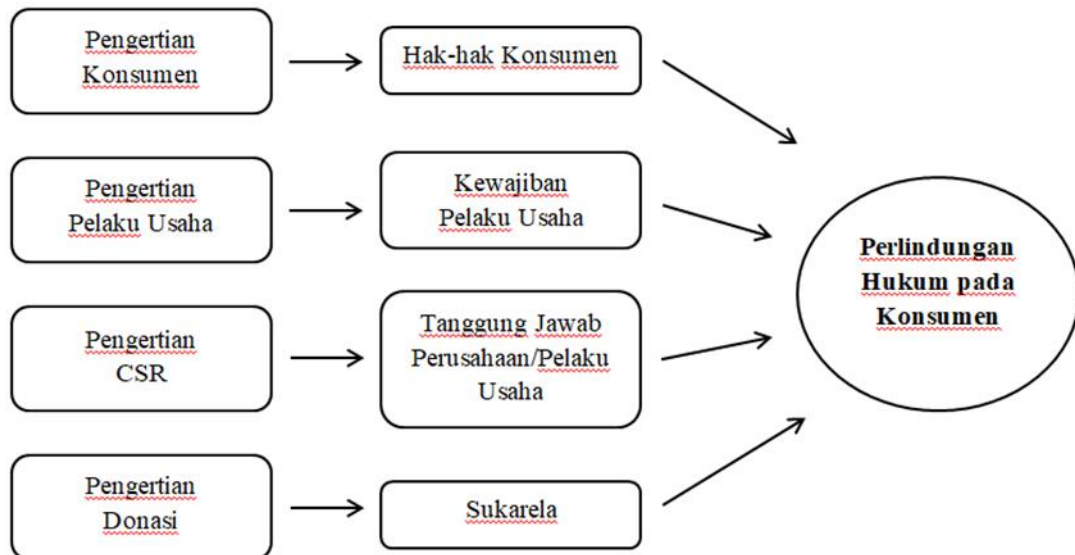 Pengertian
Konsumen
Hak-hak Konsumen
Pengertian
Pelaku Usaha
Kewajiban
Pelaku Usaha
Perlindungan
Hukum pada
Konsumen
Pengertian
CSR
Tanggung Jawab
Perusahaan/Pelaku
Usaha
Pengertian
Donasi
Sukarela